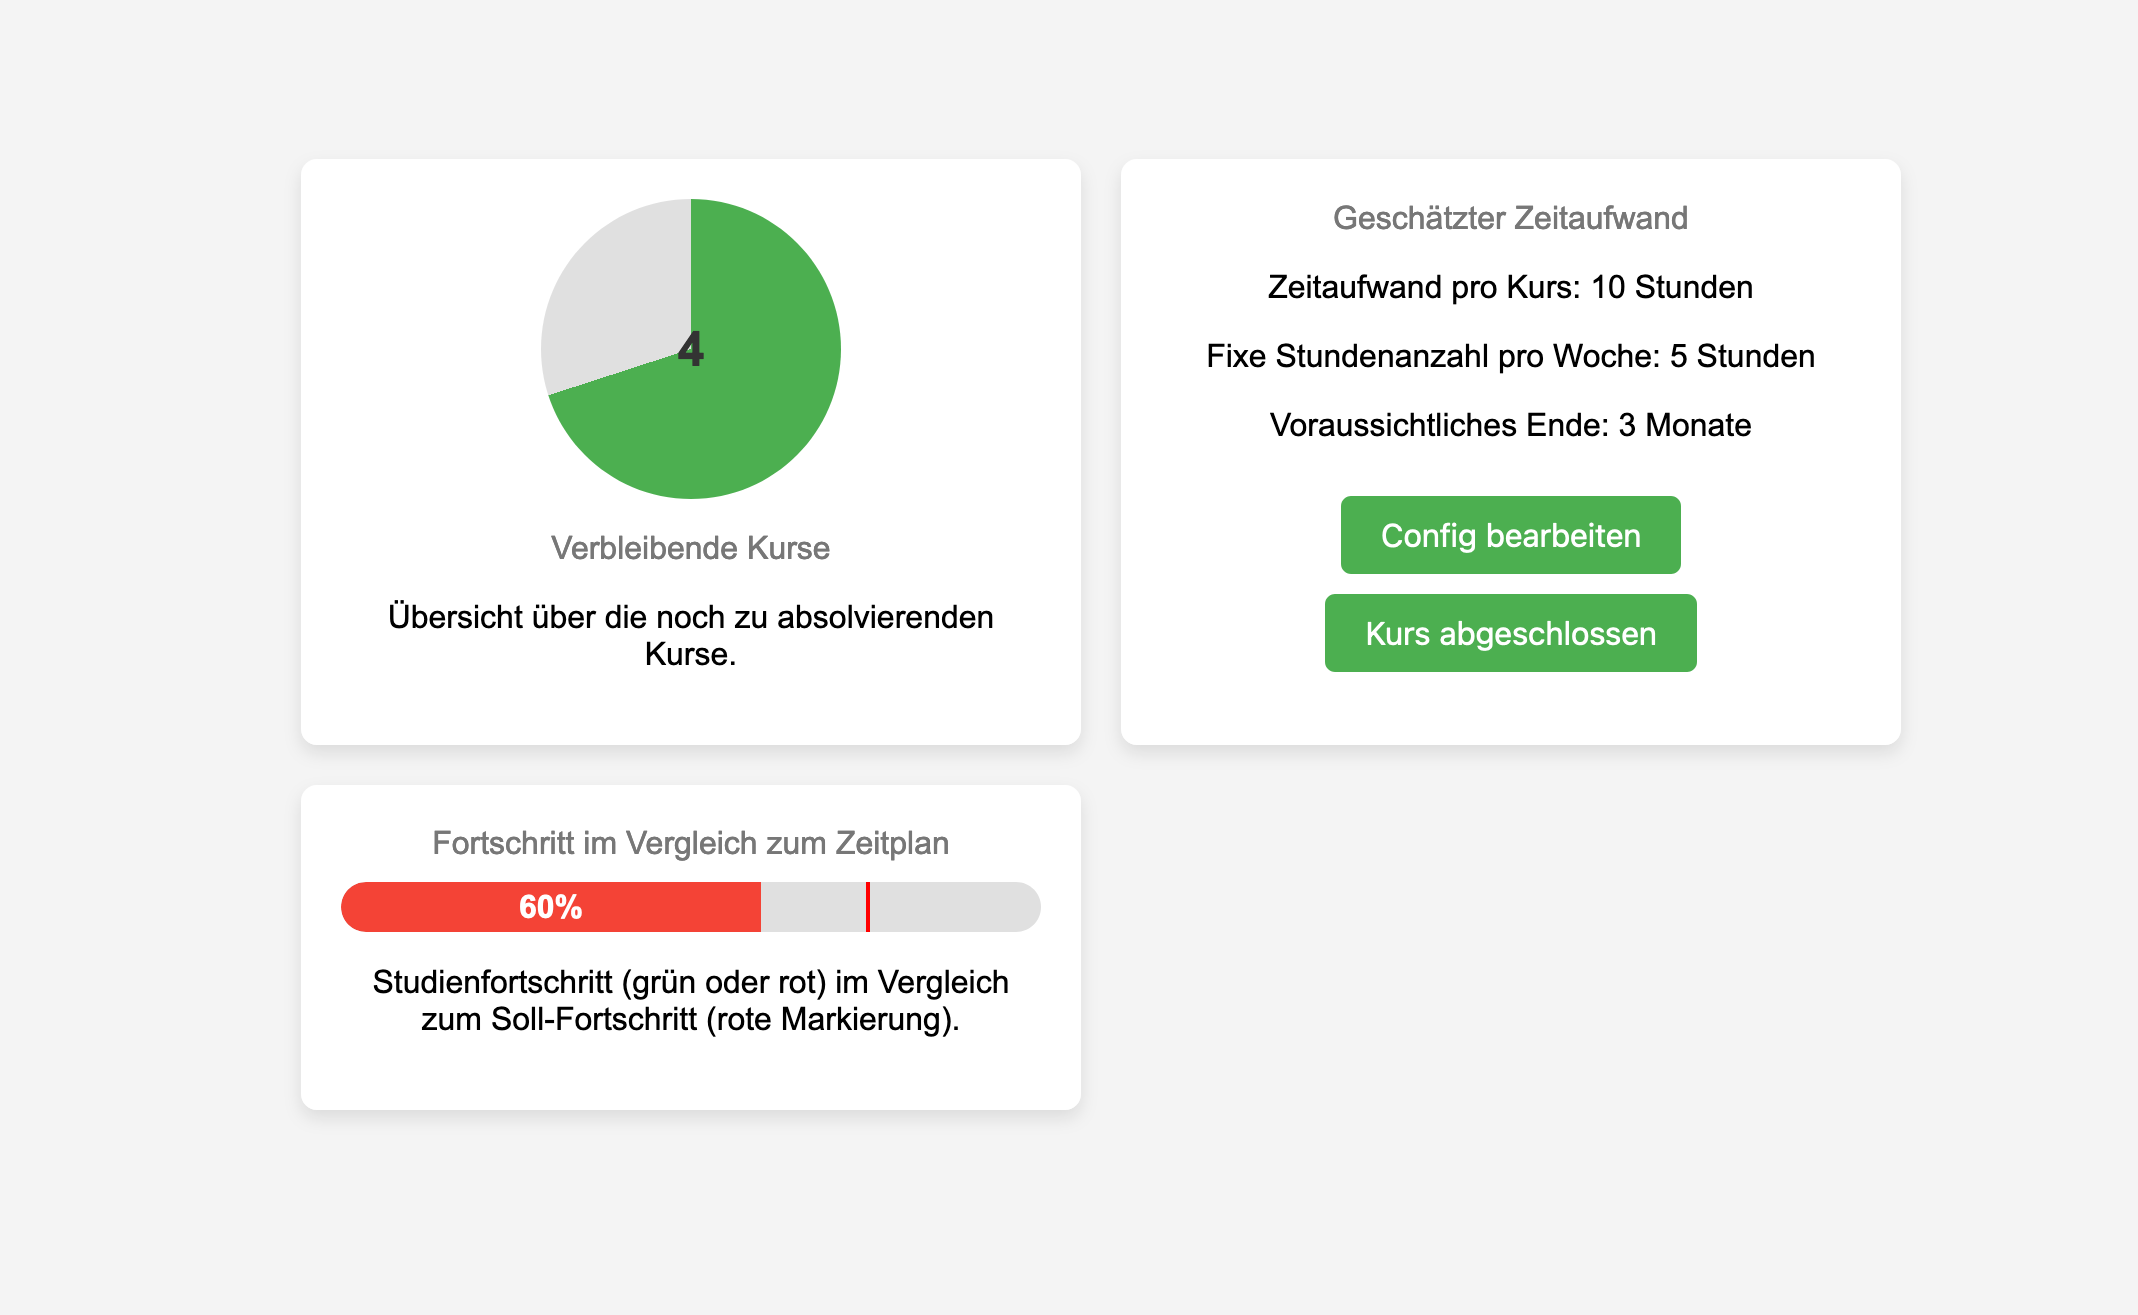 4
Verbleibende Kurse
Übersicht über die noch zu absolvierenden
Kurse.
Geschätzter Zeitaufwand
Zeitaufwand pro Kurs: 10 Stunden
Fixe Stundenanzahl pro Woche: 5 Stunden
Voraussichtliches Ende: 3 Monate
Config bearbeiten
Kurs abgeschlossen
Fortschritt im Vergleich zum Zeitplan
60%
Studienfortschritt (grün oder rot) im Vergleich
zum Soll-Fortschritt (rote Markierung).